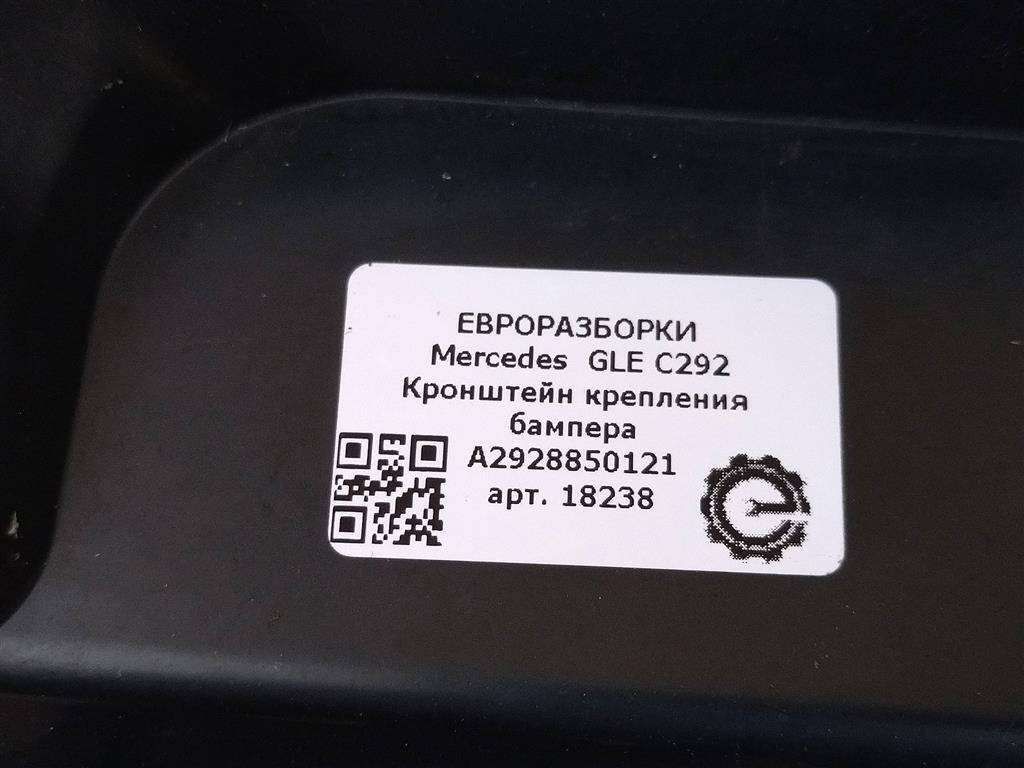 ЕВРОРАЗБОРКИ
Mercedes GLE C292
Кронштейн крепления
бампера
A2928850121
арт. 18238